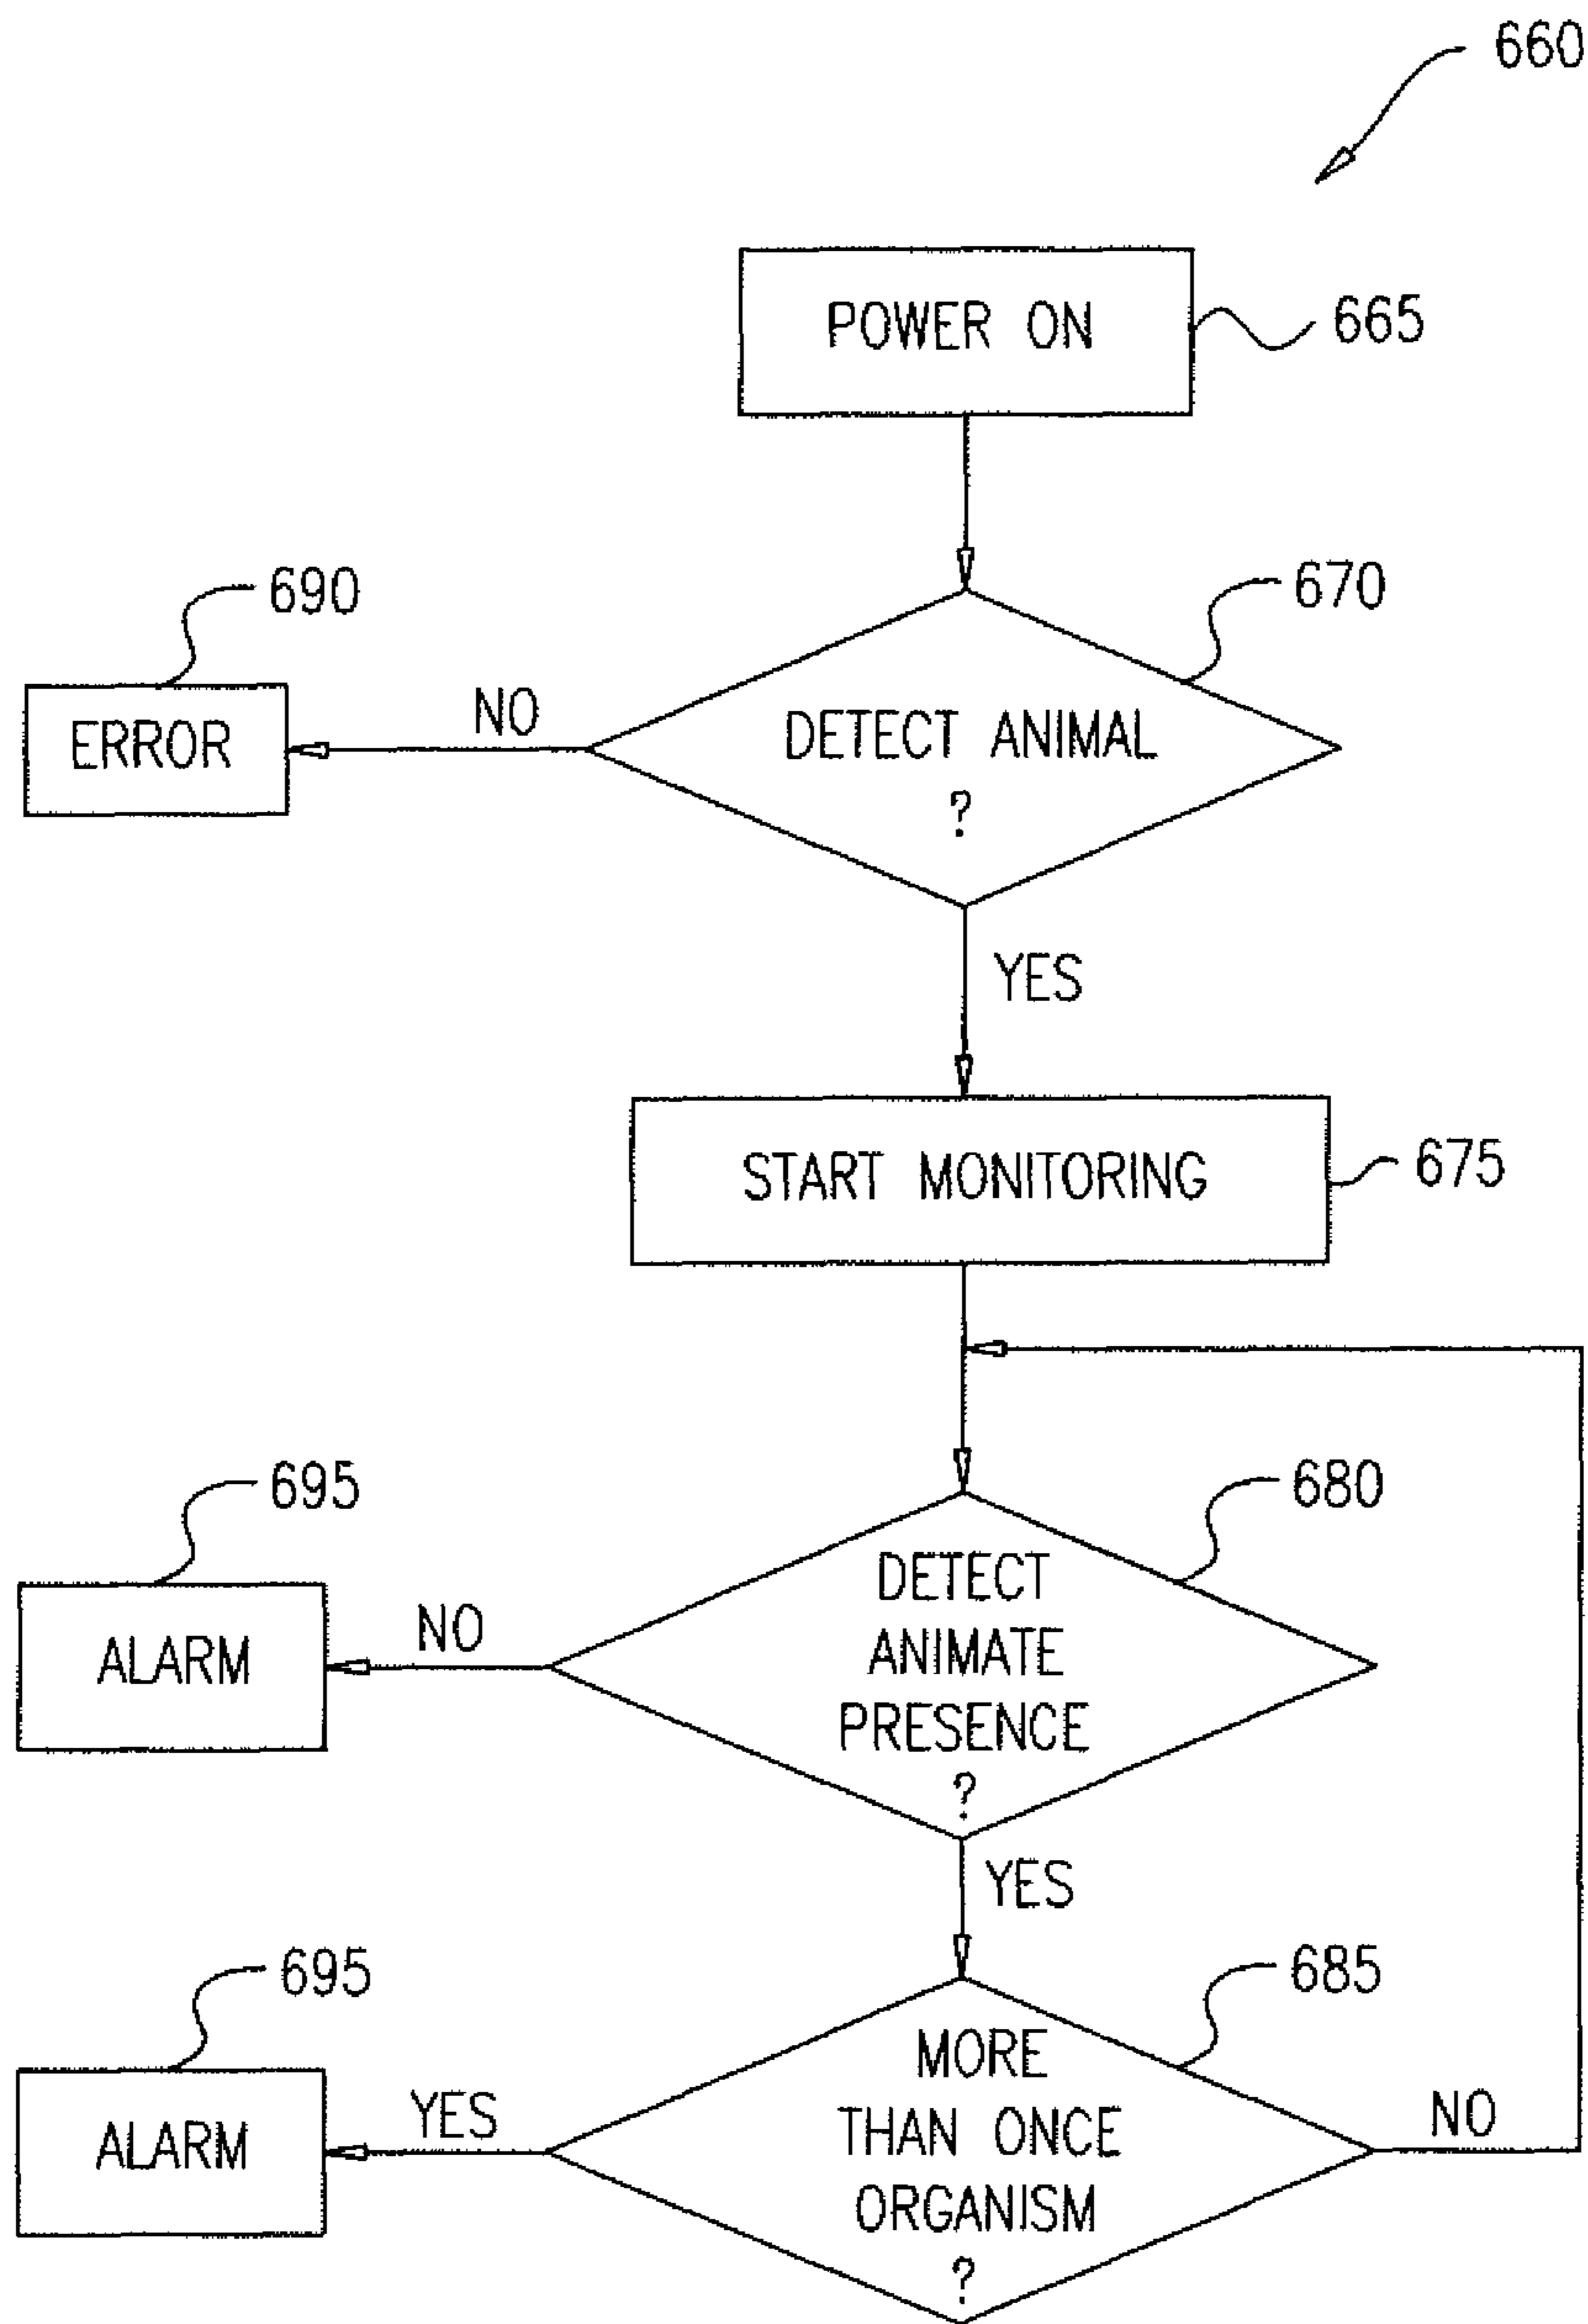 660
POWER ON
665
690
670
ERROR
NO
DETECT ANIMAL
?
YES
START MONITORING
675
695
680
ALARM
NO
DETECT
ANIMATE
PRESENCE
?
YES
695
685
ALARM
YES
MORE
THAN ONCE
ORGANISM
?
NO